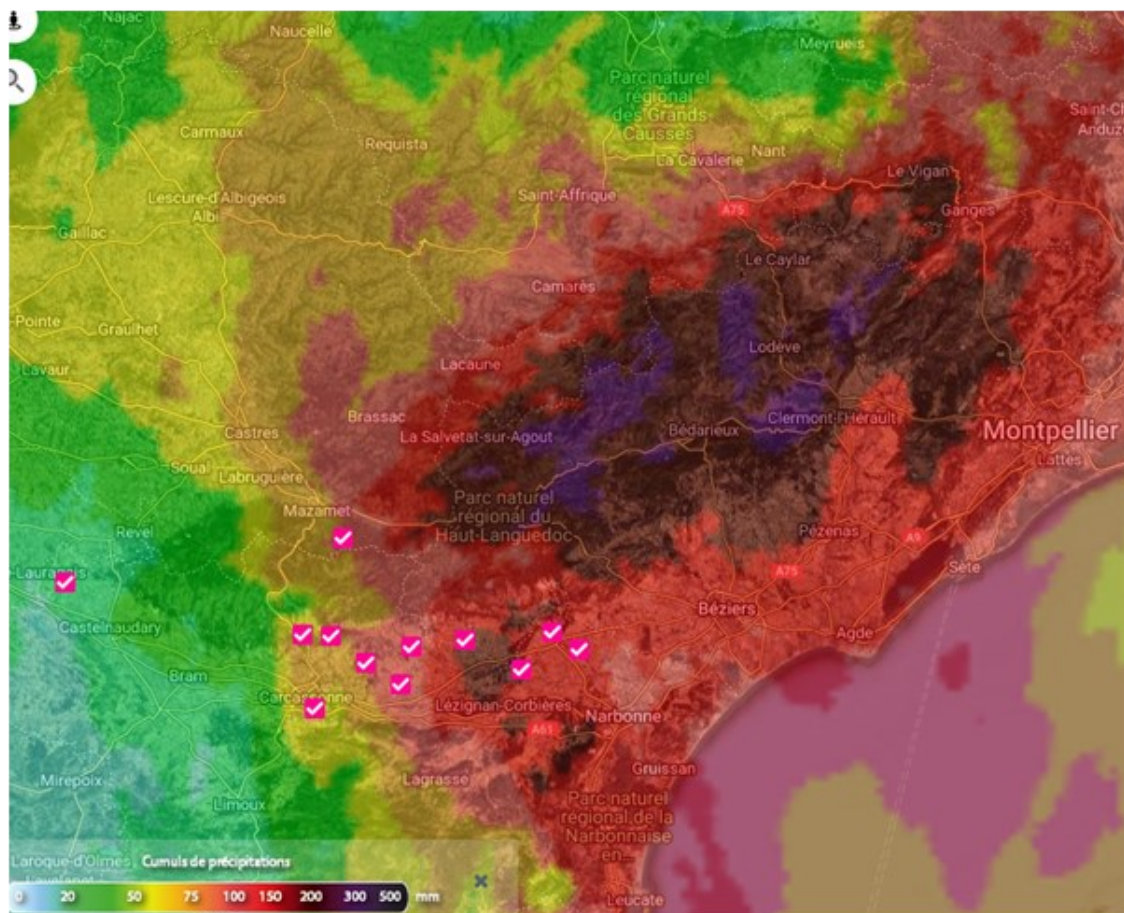 Najac
Naucelle
Meyrueis
Parc naturel
régional
des Grands
Causses
Saint-Ch
Anduz
Carmaux
Requista
La Cavalerie
Nant
Le Vigan
Lescure-d'Albigeois
Albi
Saint-Affrique
A75
Ganges
Gaillac
Le Caylar
Camarès
Pointe
Graulhet
Lodève
Lavaur
Lacaune
Brassac
Castres
La Salvetat-sur-Agout
Bédarieux
Clermont-l'Hérault
Montpellier
Lattes
Soual
Labruguière
Mazamet
Parc naturel
régional du
Haut-Languedoc
Revel
Pézenas
A9
Sète
Lauragais
A75
Béziers
Castelnaudary
Agde
Bram
Carcassonne
Lézignan-Corbières
Narbonne
A61
Mirepoix
Lagrasse
Gruissan
Limoux
Parc naturel
régional de la
Narbonnaise
en...
Laroque-d'Olmes
Cumuls de précipitations
Lavelanet
0 20 50 75 100 150 200 300 500 mm
Leucate